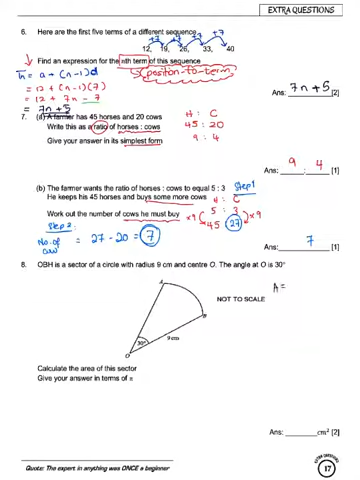 EXTRA QUESTIONS
6. Here are the first five terms of a different sequence.
+7 +7 +7 +7
12, 19, 26, 33, 40
Find an expression for the nth term of this sequence
Tn = a + (n-1)d
position-to-term
= 12 + (n-1)(7)
= 12 + 7n - 7
= 7n + 5
Ans: 7n+5 [2]
7. (a) A farmer has 45 horses and 20 cows
Write this as a ratio of horses : cows
Give your answer in its simplest form
H : C
45 : 20
9 : 4
9 : 4 [1]
(b) The farmer wants the ratio of horses : cows to equal 5 : 3
He keeps his 45 horses and buys some more cows
Work out the number of cows he must buy
Step 1
H : C
5 : 3
×9 45 27 ×9
Step 2:
No. of cow = 27 - 20 = 7
Ans: 7 [1]
8. OBH is a sector of a circle with radius 9 cm and centre O. The angle at O is 30°
A
B
O
30°
9 cm
NOT TO SCALE
A =
Calculate the area of this sector
Give your answer in terms of π
Ans: cm² [2]
Quote: The expert in anything was ONCE a beginner
EXTRA QUESTIONS
17